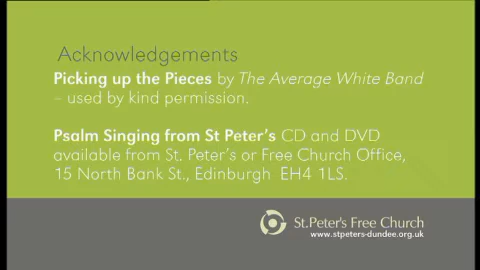 Acknowledgements
Picking up the Pieces by The Average White Band
– used by kind permission.
Psalm Singing from St Peter's CD and DVD
available from St. Peter's or Free Church Office,
15 North Bank St., Edinburgh EH4 1LS.
St.Peter's Free Church
www.stpeters-dundee.org.uk